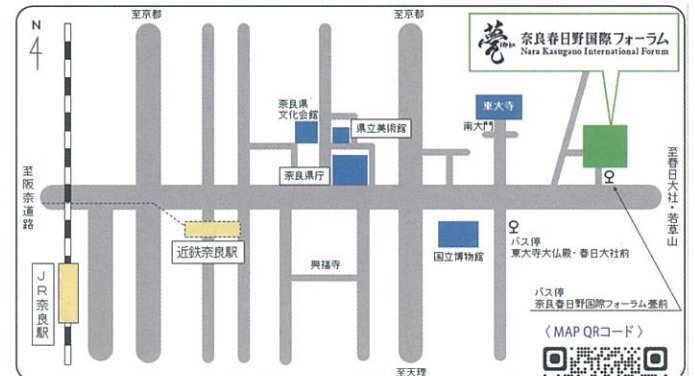 至京都
至京都
N
甍
奈良春日野国際フォーラム
Nara Kasugano International Forum
奈良県
文化会館
県立美術館
東大寺
南大門
奈良県庁
至阪奈道路
至春日大社・若草山
近鉄奈良駅
国立博物館
バス停
東大寺大仏殿・春日大社前
興福寺
JR奈良駅
バス停
奈良春日野国際フォーラム甍前
〈 MAP QRコード 〉
至天理